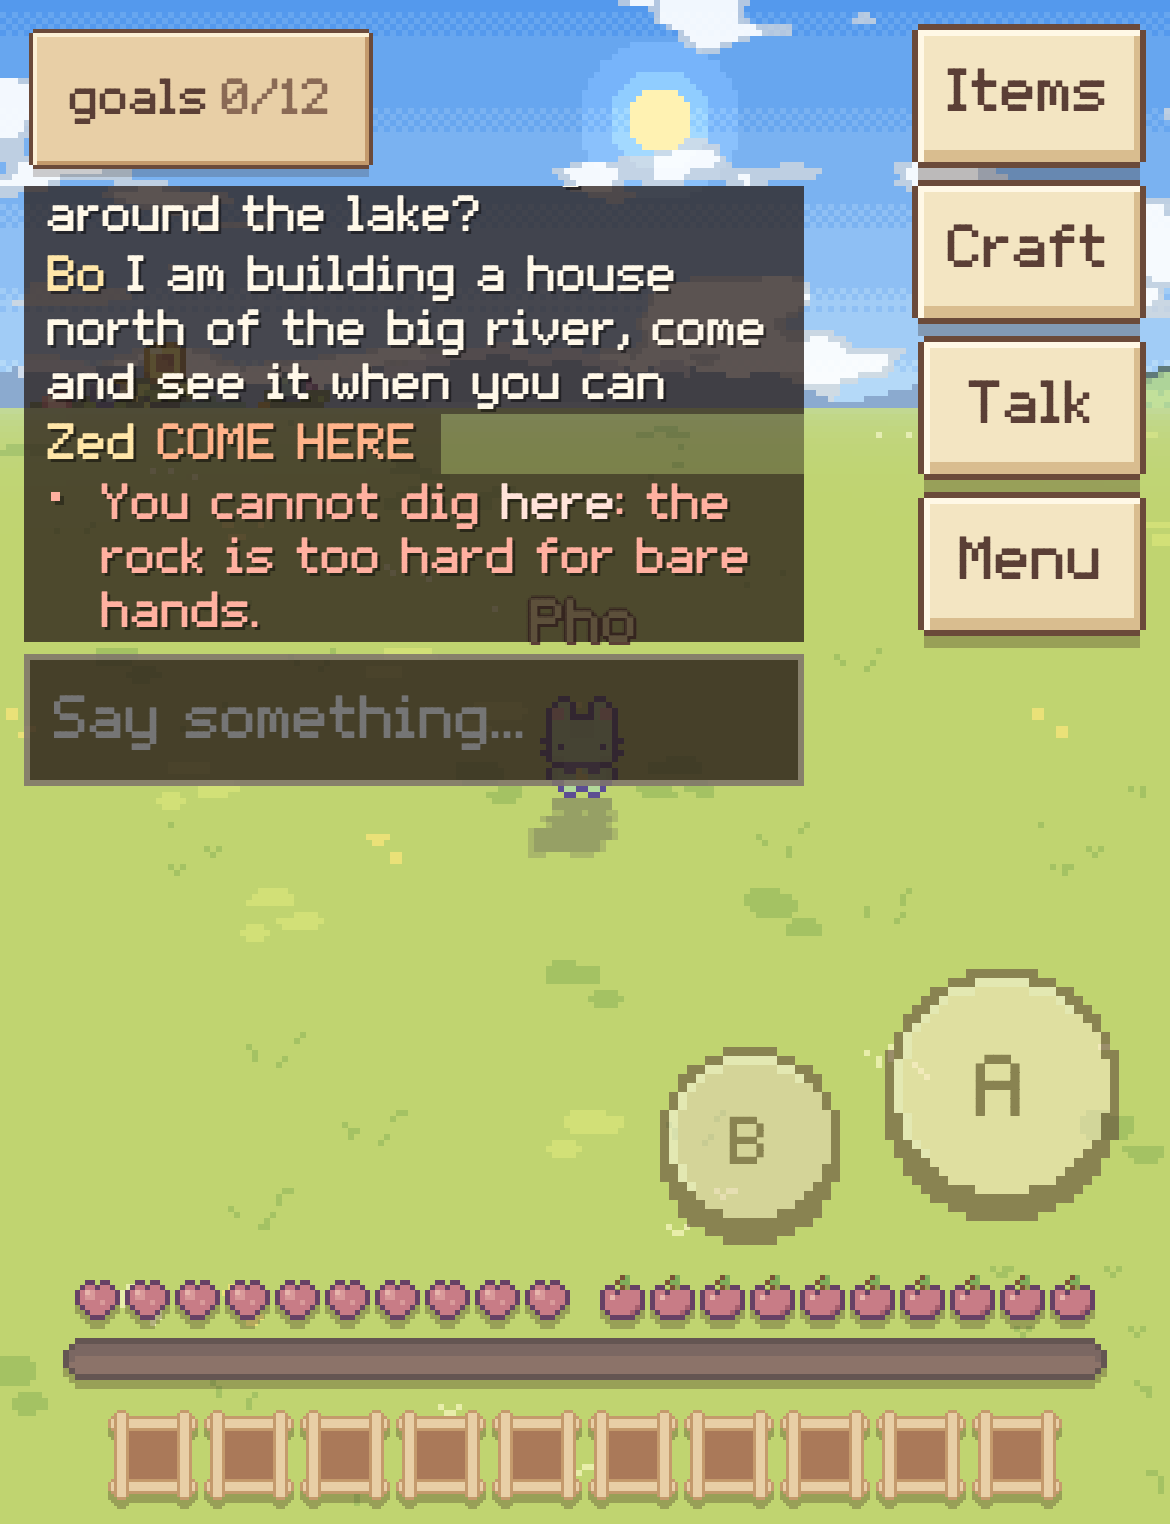 goals 0/12
Items
Craft
Talk
Menu
around the lake?
Bo I am building a house
north of the big river, come
and see it when you can
Zed COME HERE
· You cannot dig here: the
rock is too hard for bare
hands.
Pho
Say something...
B
A